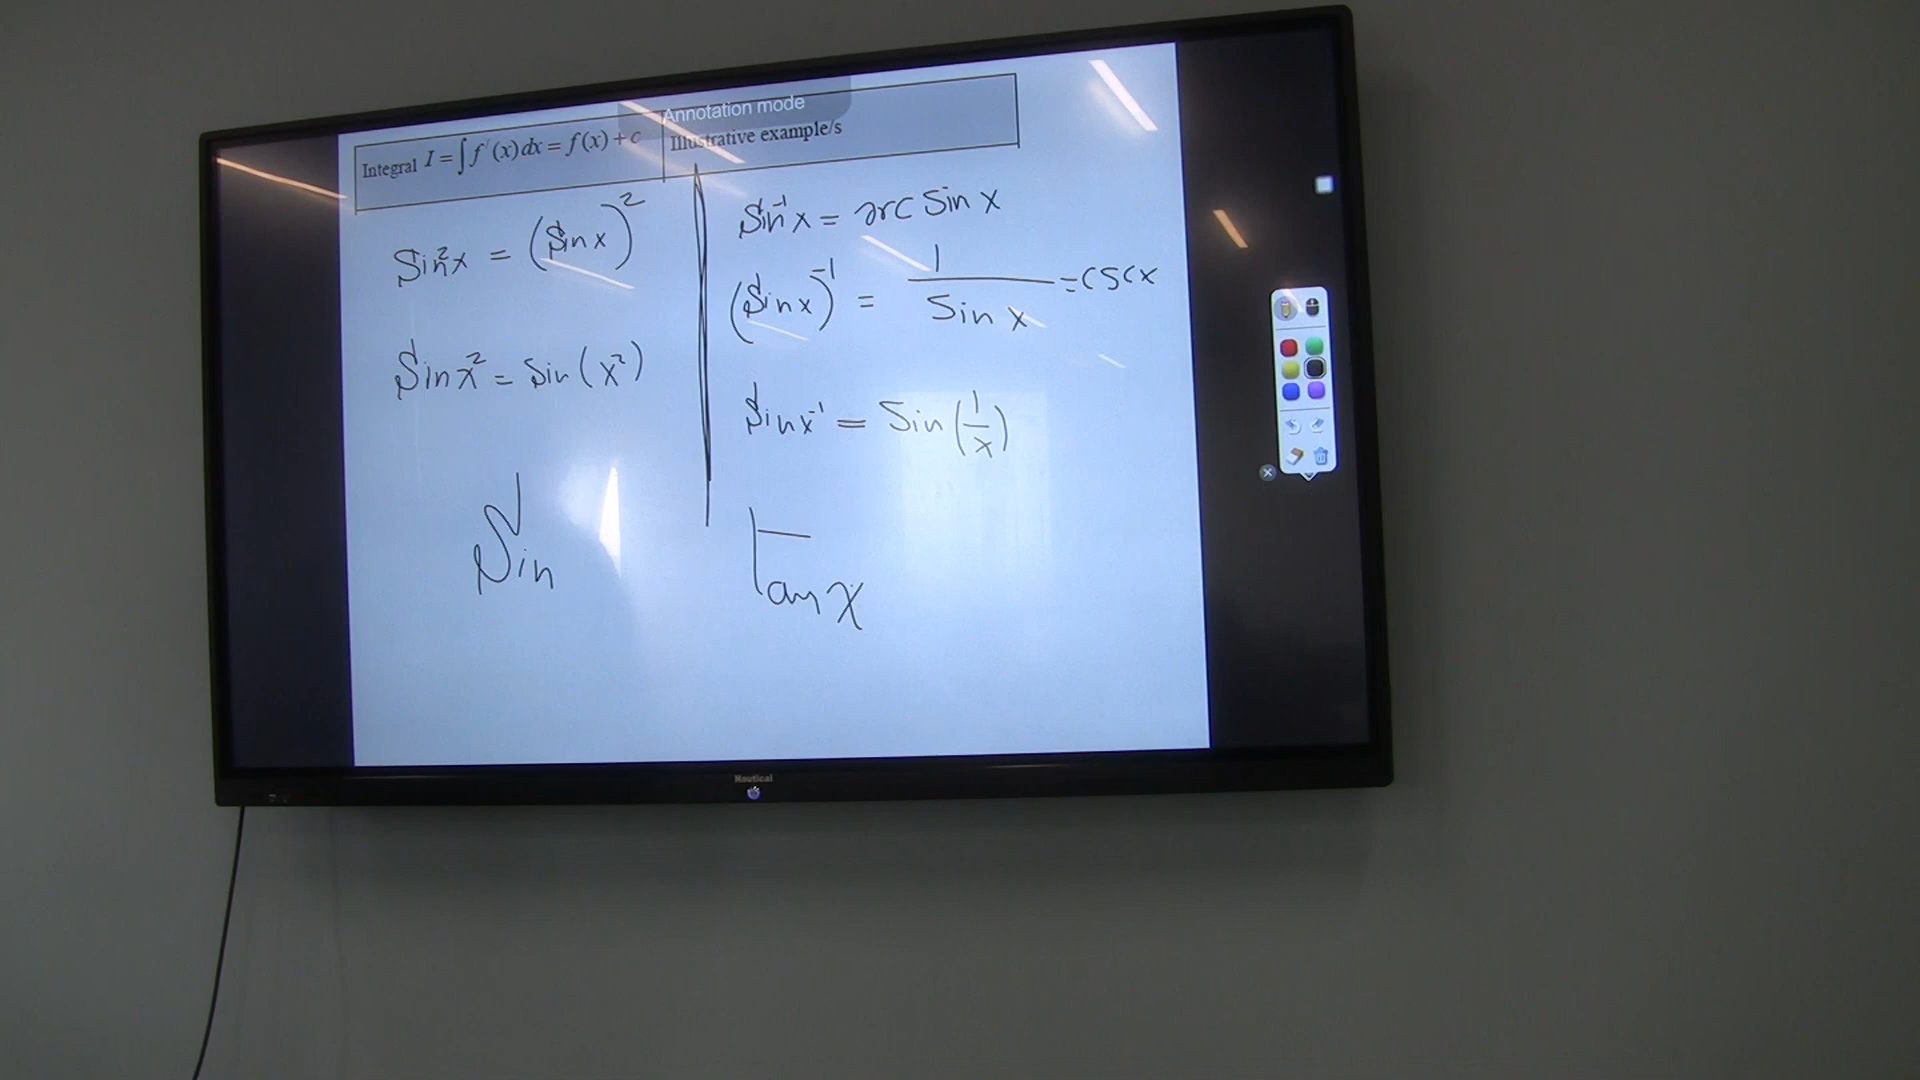 Annotation mode
Integral I = ∫ f'(x) dx = f(x) + c
Illustrative example/s
Sin²x = (Sin x)²
Sin x² = Sin (x²)
Sin
Sin⁻¹ x = arc Sin x
(Sin x)⁻¹ = 1 / Sin x = csc x
Sin x⁻¹ = Sin (1/x)
Tan x
Nautical